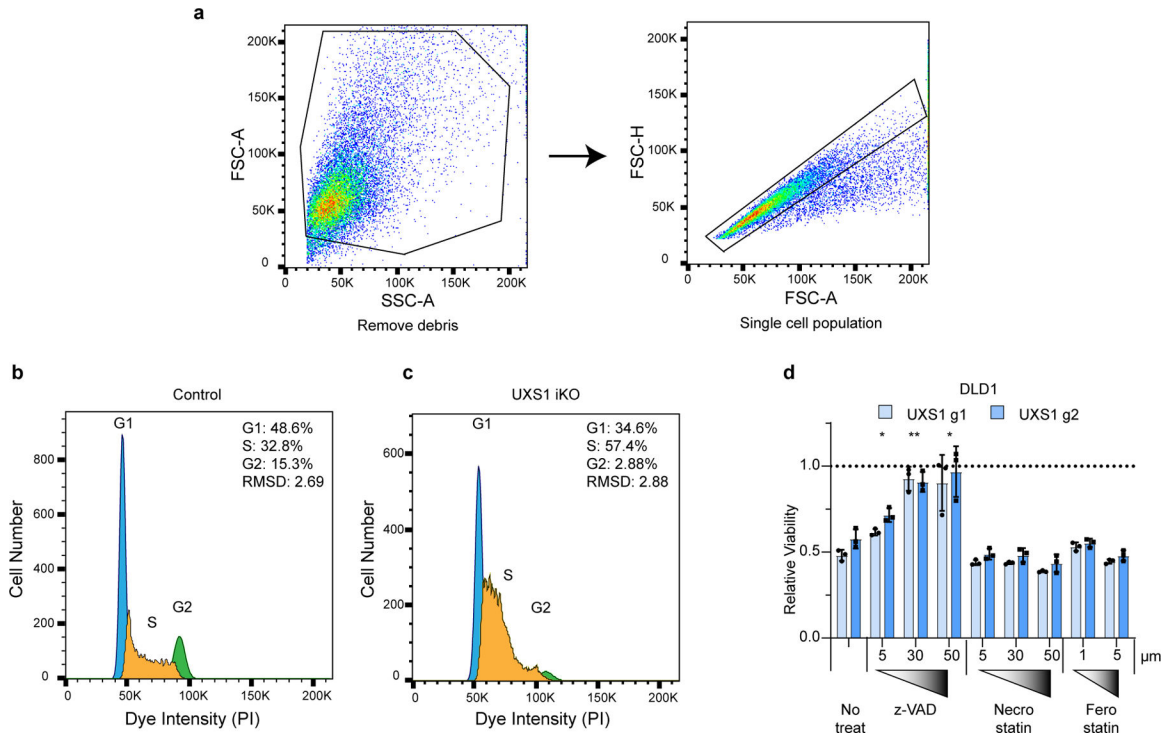 a
200K
150K
100K
50K
0
FSC-A
0 50K 100K 150K 200K
SSC-A
Remove debris
200K
150K
100K
50K
0
FSC-H
0 50K 100K 150K 200K
FSC-A
Single cell population
b
Control
G1
S
G2
G1: 48.6%
S: 32.8%
G2: 15.3%
RMSD: 2.69
800
600
400
200
0
Cell Number
0 50K 100K 150K 200K
Dye Intensity (PI)
c
UXS1 iKO
G1
S
G2
G1: 34.6%
S: 57.4%
G2: 2.88%
RMSD: 2.88
600
400
200
0
Cell Number
0 50K 100K 150K 200K
Dye Intensity (PI)
d
DLD1
UXS1 g1 UXS1 g2
* ** *
1.0
0.5
0.0
Relative Viability
5 30 50 5 30 50 1 5 μm
No treat
z-VAD
Necro statin
Fero statin